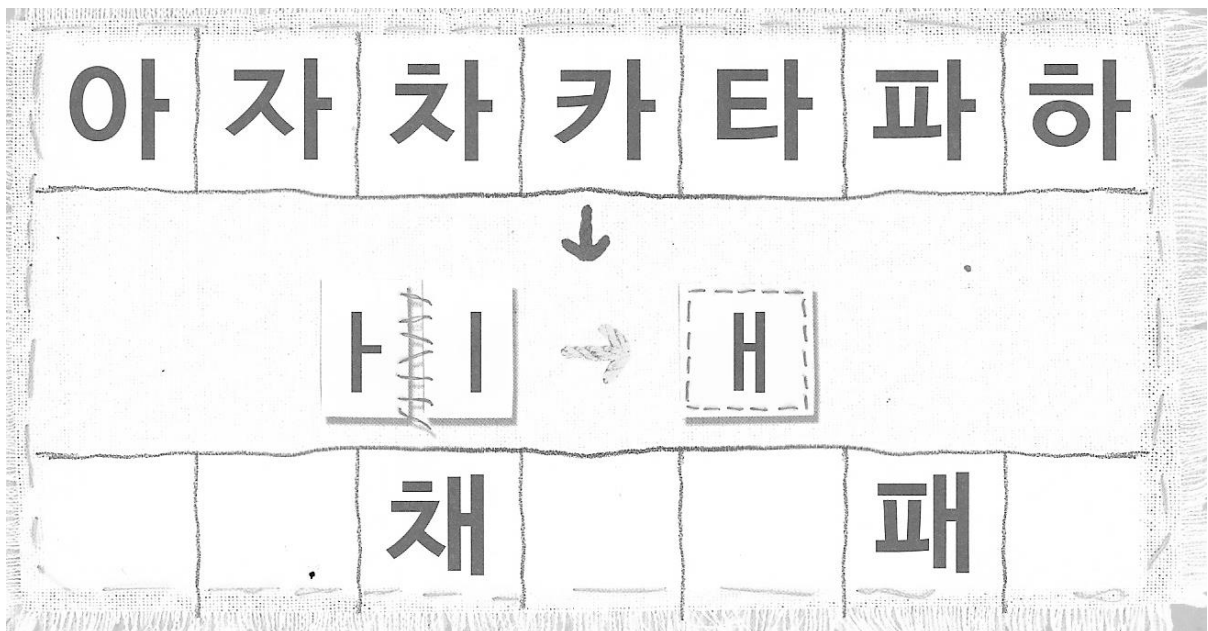 아 자 차 카 타 파 하
ㅏ ㅣ ㅐ
채 패